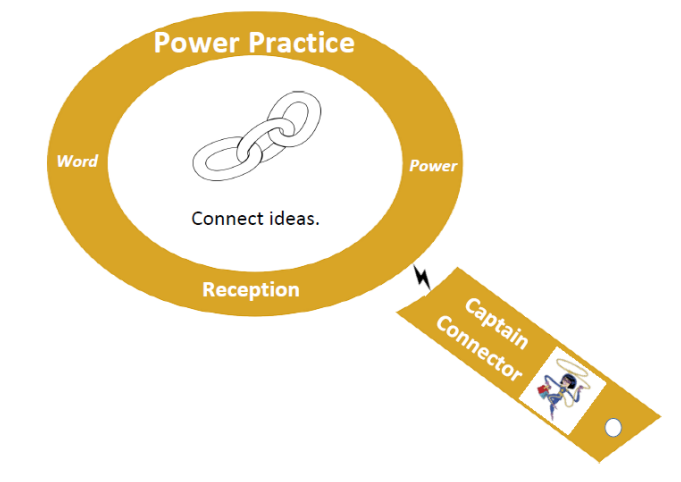 Power Practice
Word
Power
Connect ideas.
Reception
Captain
Connector